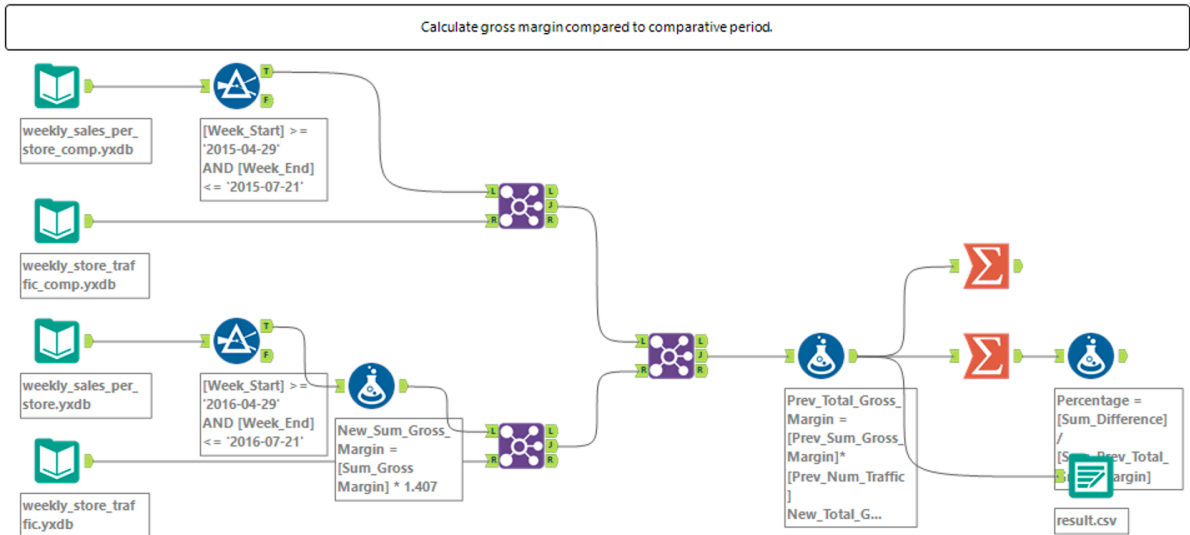 Calculate gross margin compared to comparative period.
T
F
weekly_sales_per_
store_comp.yxdb
[Week_Start] >=
'2015-04-29'
AND [Week_End]
<= '2015-07-21'
L
R
L
J
R
weekly_store_traf
fic_comp.yxdb
T
F
weekly_sales_per_
store.yxdb
[Week_Start] >=
'2016-04-29'
AND [Week_End]
<= '2016-07-21'
New_Sum_Gross_
Margin =
[Sum_Gross
Margin] * 1.407
L
R
L
J
R
weekly_store_traf
fic.yxdb
L
R
L
J
R
Prev_Total_Gross_
Margin =
[Prev_Sum_Gross_
Margin]*
[Prev_Num_Traffic
]
New_Total_G...
Percentage =
[Sum_Difference]
/
result.csv